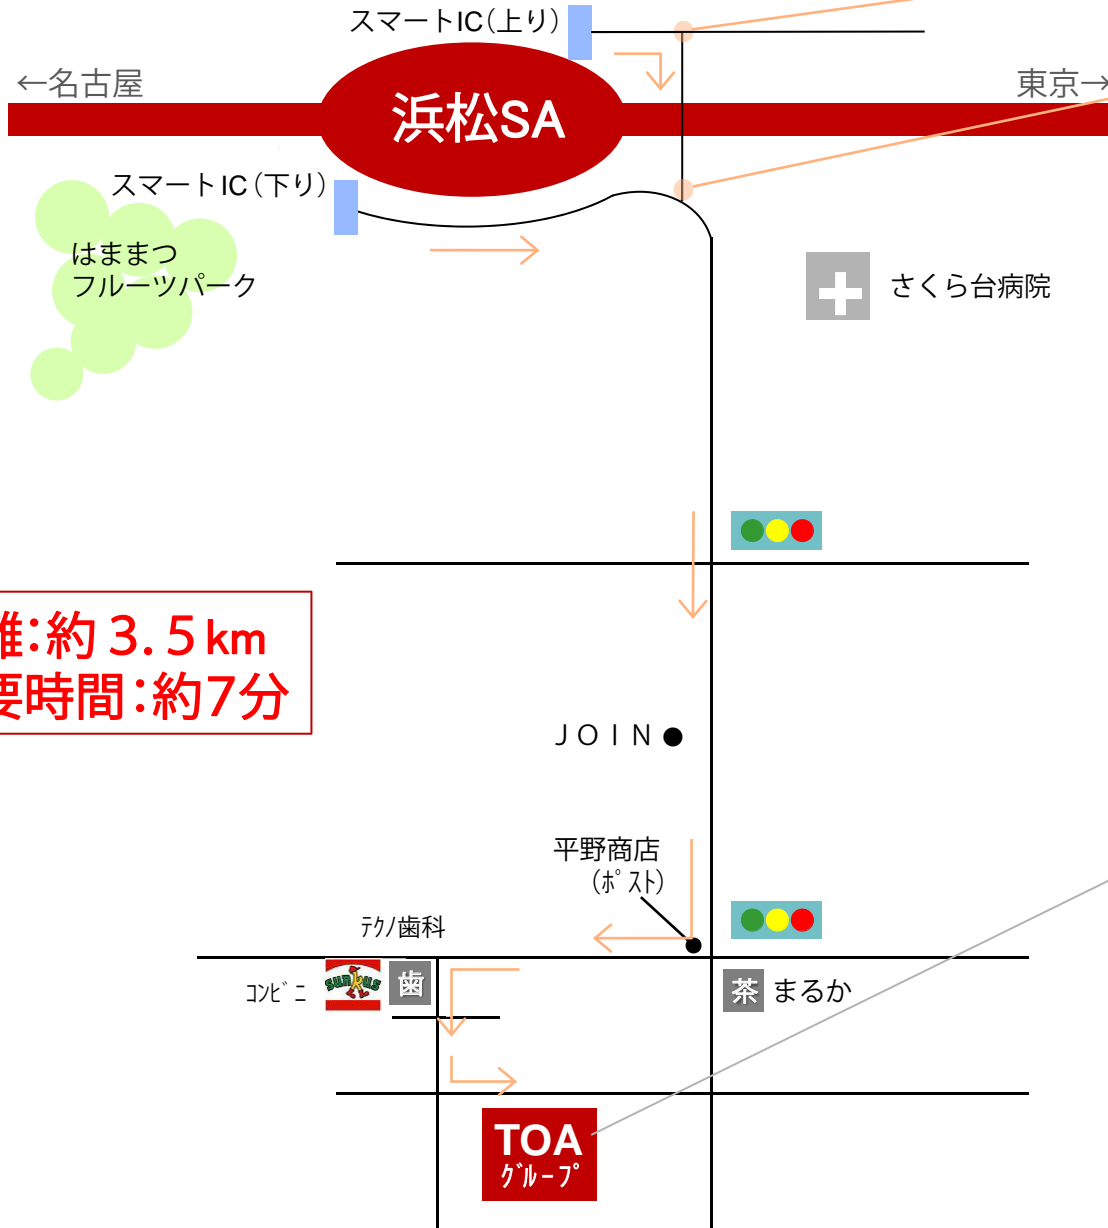 スマートIC（上り）
←名古屋
東京→
浜松SA
スマートIC（下り）
はままつ
フルーツパーク
さくら台病院
離：約３.５km
要時間：約7分
ＪＯＩＮ
平野商店
（ﾎﾟｽﾄ）
ﾃｸﾉ歯科
ｺﾝﾋﾞﾆ
sunkus
歯
茶 まるか
TOA
ｸﾞﾙｰﾌﾟ